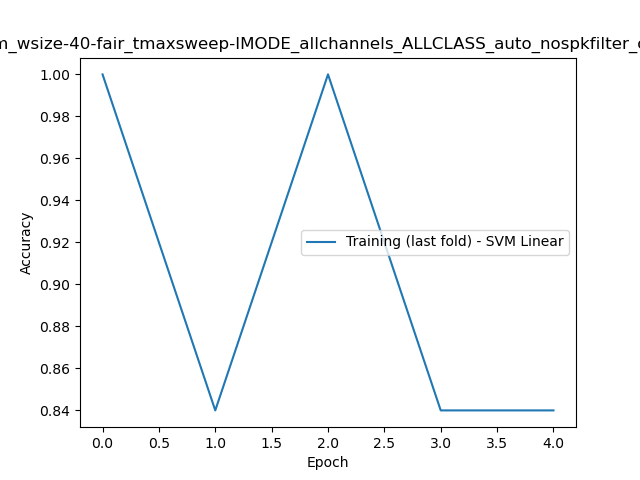 m_wsize-40-fair_tmaxsweep-IMODE_allchannels_ALLCLASS_auto_nospkfilter_
1.00
0.98
0.96
0.94
0.92
0.90
0.88
0.86
0.84
Accuracy
Training (last fold) - SVM Linear
0.0 0.5 1.0 1.5 2.0 2.5 3.0 3.5 4.0
Epoch